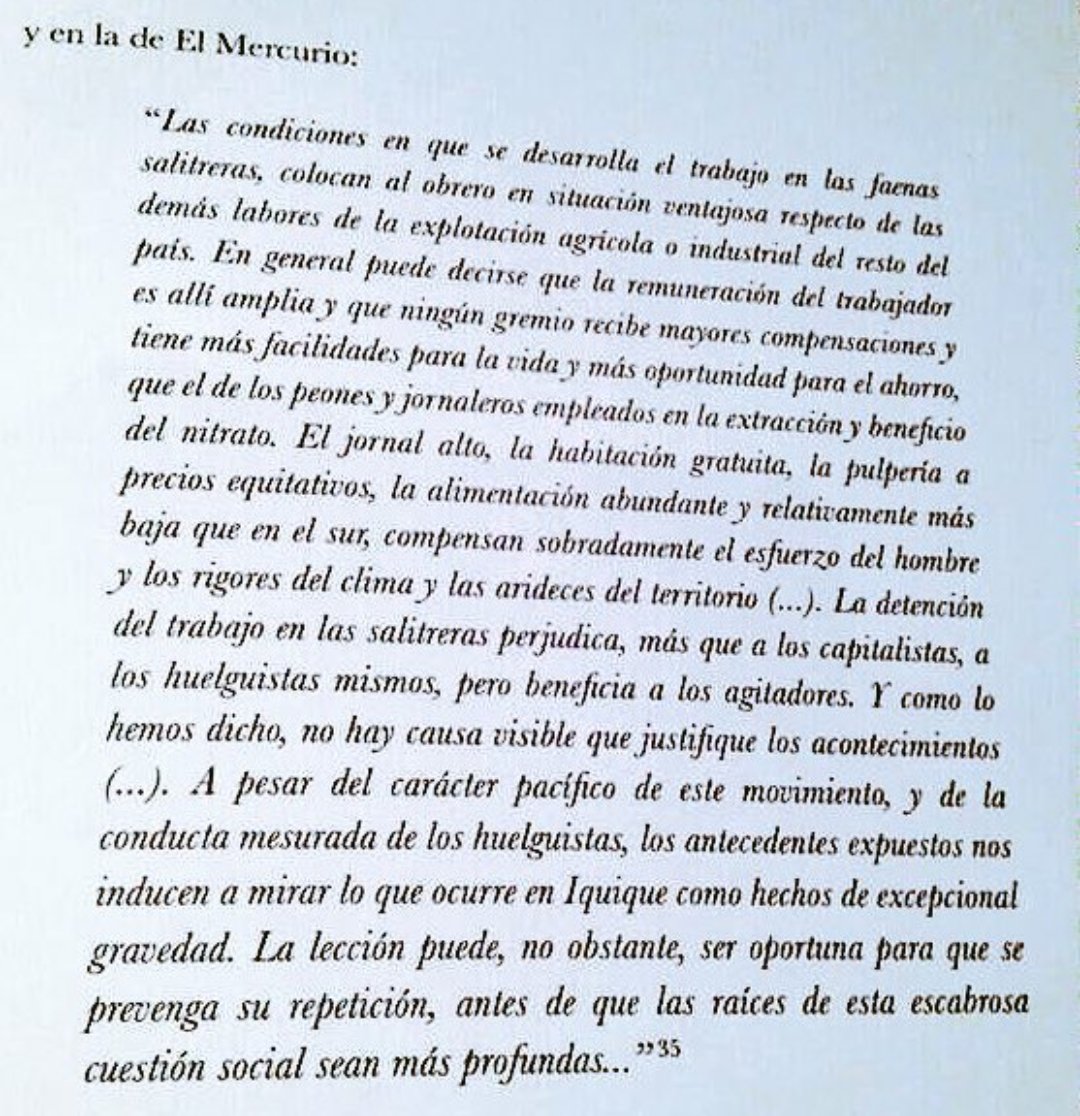 y en la de El Mercurio:
“Las condiciones en que se desarrolla el trabajo en las faenas
salitreras, colocan al obrero en situación ventajosa respecto de las
demás labores de la explotación agrícola o industrial del resto del
país. En general puede decirse que la remuneración del trabajador
es allí amplia y que ningún gremio recibe mayores compensaciones y
tiene más facilidades para la vida y más oportunidad para el ahorro,
que el de los peones y jornaleros empleados en la extracción y beneficio
del nitrato. El jornal alto, la habitación gratuita, la pulpería a
precios equitativos, la alimentación abundante y relativamente más
baja que en el sur, compensan sobradamente el esfuerzo del hombre
y los rigores del clima y las arideces del territorio (...). La detención
del trabajo en las salitreras perjudica, más que a los capitalistas, a
los huelguistas mismos, pero beneficia a los agitadores. Y como lo
hemos dicho, no hay causa visible que justifique los acontecimientos
(...). A pesar del carácter pacífico de este movimiento, y de la
conducta mesurada de los huelguistas, los antecedentes expuestos nos
inducen a mirar lo que ocurre en Iquique como hechos de excepcional
gravedad. La lección puede, no obstante, ser oportuna para que se
prevenga su repetición, antes de que las raíces de esta escabrosa
cuestión social sean más profundas...”35